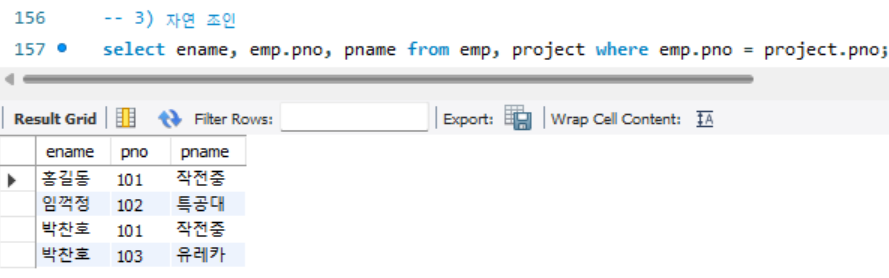 156 -- 3) 자연 조인
157 select ename, emp.pno, pname from emp, project where emp.pno = project.pno;
Result Grid Filter Rows: Export: Wrap Cell Content: IA
ename pno pname
홍길동 101 작전중
임꺽정 102 특공대
박찬호 101 작전중
박찬호 103 유레카